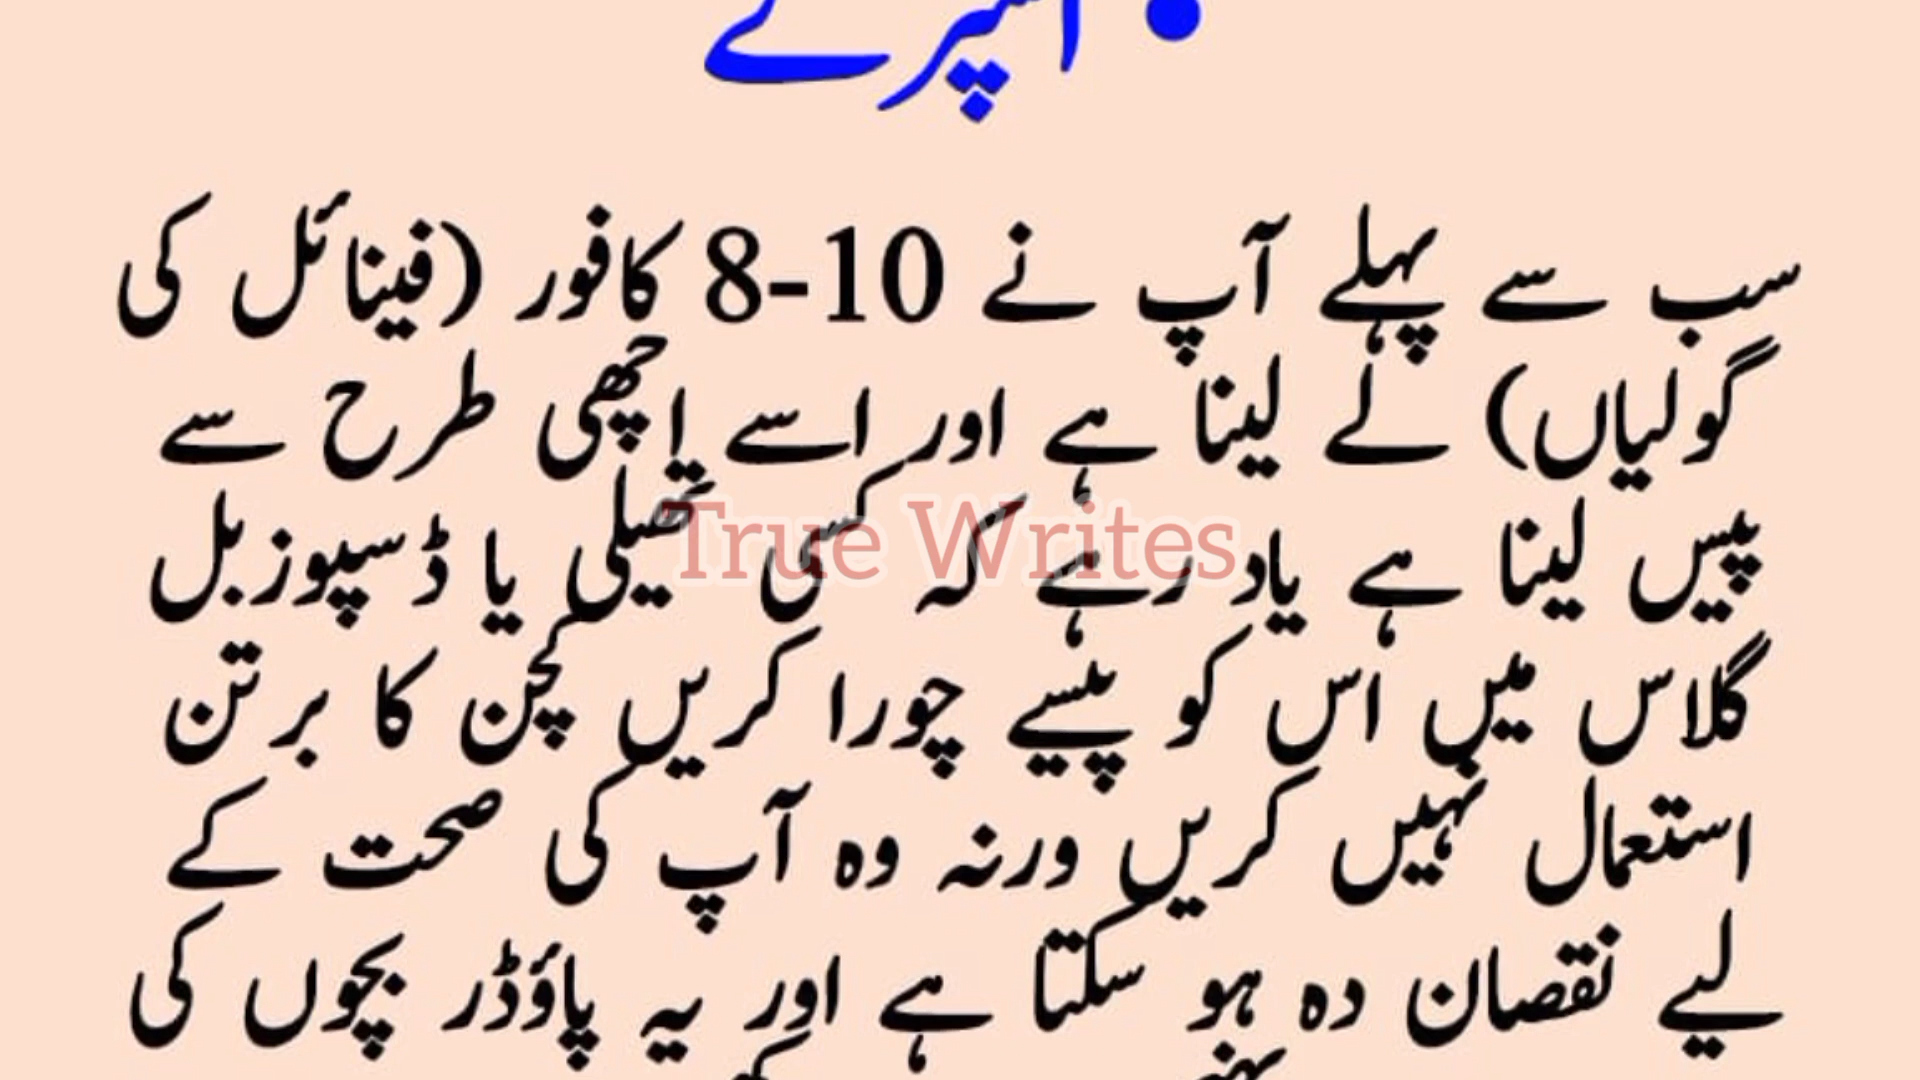 • اسپرے
سب سے پہلے آپ نے 10-8 کافور (فینائل کی
گولیاں) لے لینا ہے اور اسے اچھی طرح سے
پیس لینا ہے یاد رہے کہ کسی تھیلی یا ڈسپوزبل
True Writes
گلاس میں اس کو پیسے چورا کریں کچن کا برتن
استعمال نہیں کریں ورنہ وہ آپ کی صحت کے
لیے نقصان دہ ہو سکتا ہے اور یہ پاؤڈر بچوں کی